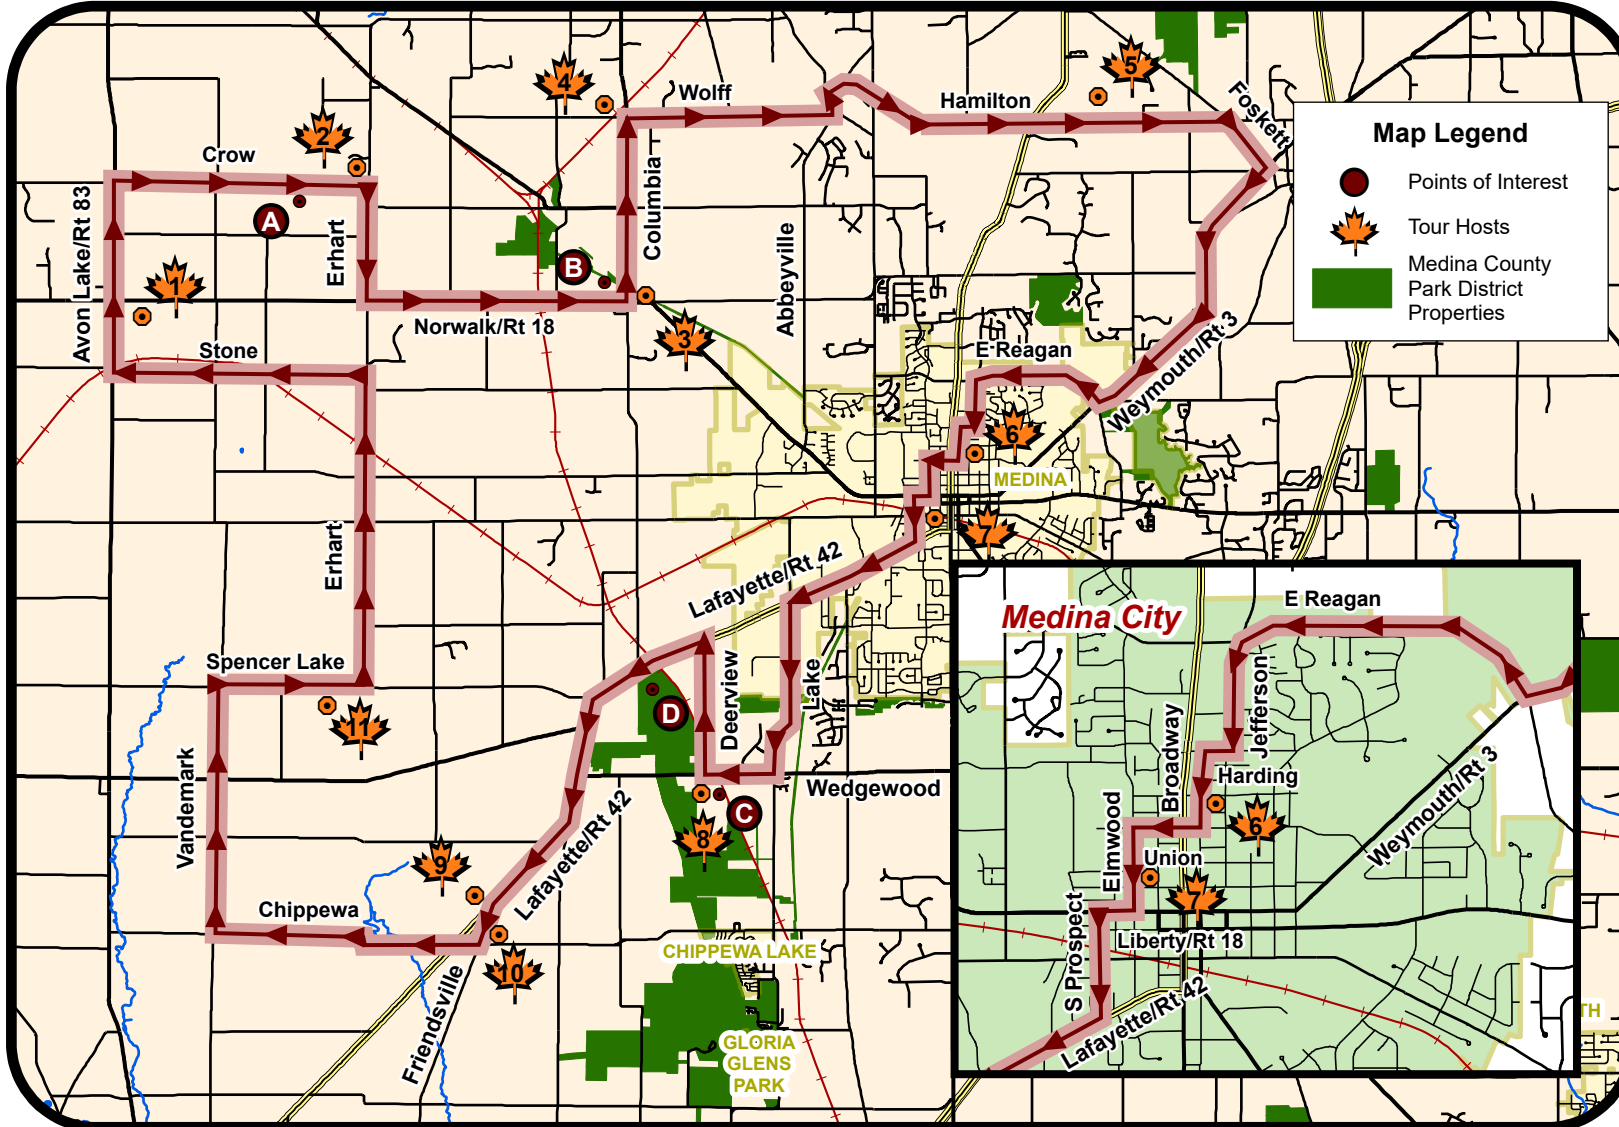 5
4
Wolff
Hamilton
Foskett
2
Crow
A
Avon Lake/Rt 83
1
Erhart
Norwalk/Rt 18
B
Columbia
3
Abbeyville
Stone
E Reagan
Weymouth/Rt 3
6
MEDINA
7
Erhart
Lafayette/Rt 42
Spencer Lake
11
D
Deerview
Lake
Wedgewood
Vandemark
C
8
9
Lafayette/Rt 42
Chippewa
10
Friendsville
CHIPPEWA LAKE
GLORIA
GLENS
PARK
Map Legend
Points of Interest
Tour Hosts
Medina County
Park District
Properties
Medina City
E Reagan
Jefferson
Broadway
Harding
6
Weymouth/Rt 3
Elmwood
Union
7
S Prospect
Liberty/Rt 18
Lafayette/Rt 42
TH